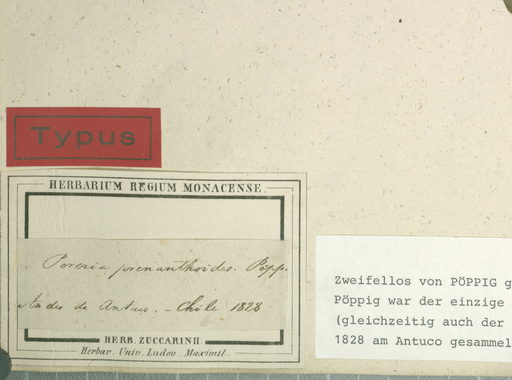 Typus
HERBARIUM REGIUM MONACENSE.
Perezia prenanthoides. Pöpp.
Andes de Antuco. – Chile 1828
HERB. ZUCCARINII
Herbar. Univ. Ludov. Maximil.
Zweifellos von PÖPPIG g
Pöppig war der einzige
(gleichzeitig auch der
1828 am Antuco gesammel